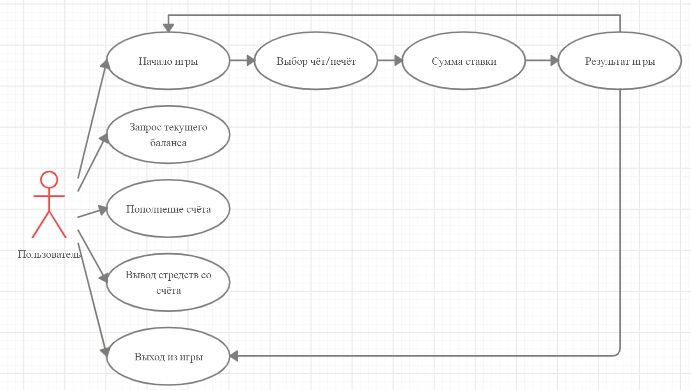 Начало игры
Выбор чёт/нечёт
Сумма ставки
Результат игры
Запрос текущего
баланса
Пополнение счёта
Пользователь
Вывод стредств со
счёта
Выход из игры